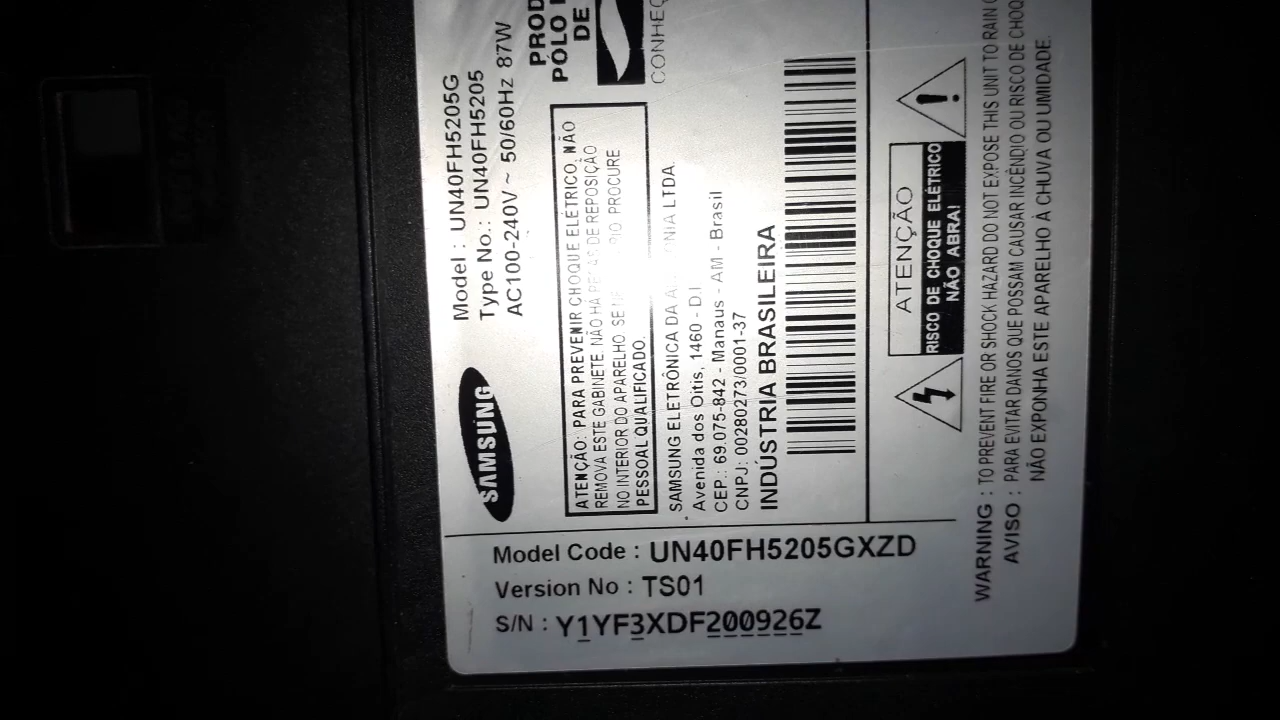 SAMSUNG
Model : UN40FH5205G
Type No.: UN40FH5205
AC100-240V ~ 50/60Hz 87W
PROD
PÓLO
DE
CONHEÇ
ATENÇÃO: PARA PREVENIR CHOQUE ELÉTRICO, NÃO
REMOVA ESTE GABINETE. NÃO HÁ PEÇAS DE REPOSIÇÃO
NO INTERIOR DO APARELHO SE PROCURE
PESSOAL QUALIFICADO.
SAMSUNG ELETRÔNICA DA LTDA.
Avenida dos Oitis, 1460 - D.I.
CEP.: 69.075-842 - Manaus - AM - Brasil
CNPJ: 00280273/0001-37
INDÚSTRIA BRASILEIRA
ATENÇÃO
RISCO DE CHOQUE ELÉTRICO
NÃO ABRA!
WARNING : TO PREVENT FIRE OR SHOCK HAZARD DO NOT EXPOSE THIS UNIT TO RAIN
AVISO : PARA EVITAR DANOS QUE POSSAM CAUSAR INCÊNDIO OU RISCO DE CHOQ
NÃO EXPONHA ESTE APARELHO À CHUVA OU UMIDADE.
Model Code : UN40FH5205GXZD
Version No : TS01
S/N : Y1YF3XDF200926Z